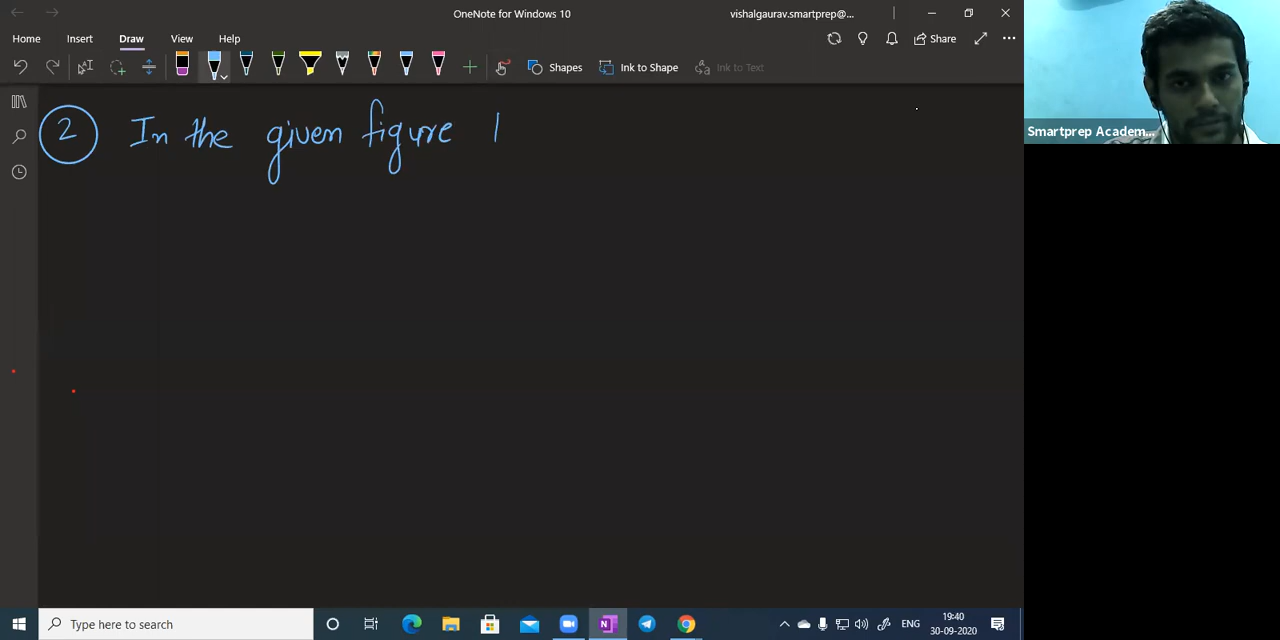 OneNote for Windows 10
vishalgaurav.smartprep@...
Home Insert Draw View Help
Share
Shapes Ink to Shape Ink to Text
Smartprep Academ...
2 In the given figure |
Type here to search
N
ENG
19:40
30-09-2020